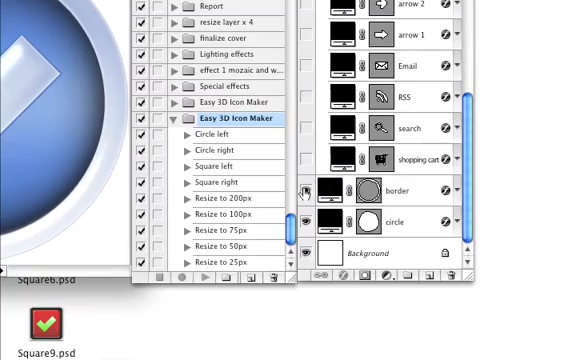 Report
resize layer x 4
finalize cover
Lighting effects
effect 1 mozaic and w...
Special effects
Easy 3D Icon Maker
Easy 3D Icon Maker
Circle left
Circle right
Square left
Square right
Resize to 200px
Resize to 100px
Resize to 75px
Resize to 50px
Resize to 25px
arrow 2
arrow 1
Email
RSS
search
shopping cart
border
circle
Background
Square6.psd
Square9.psd